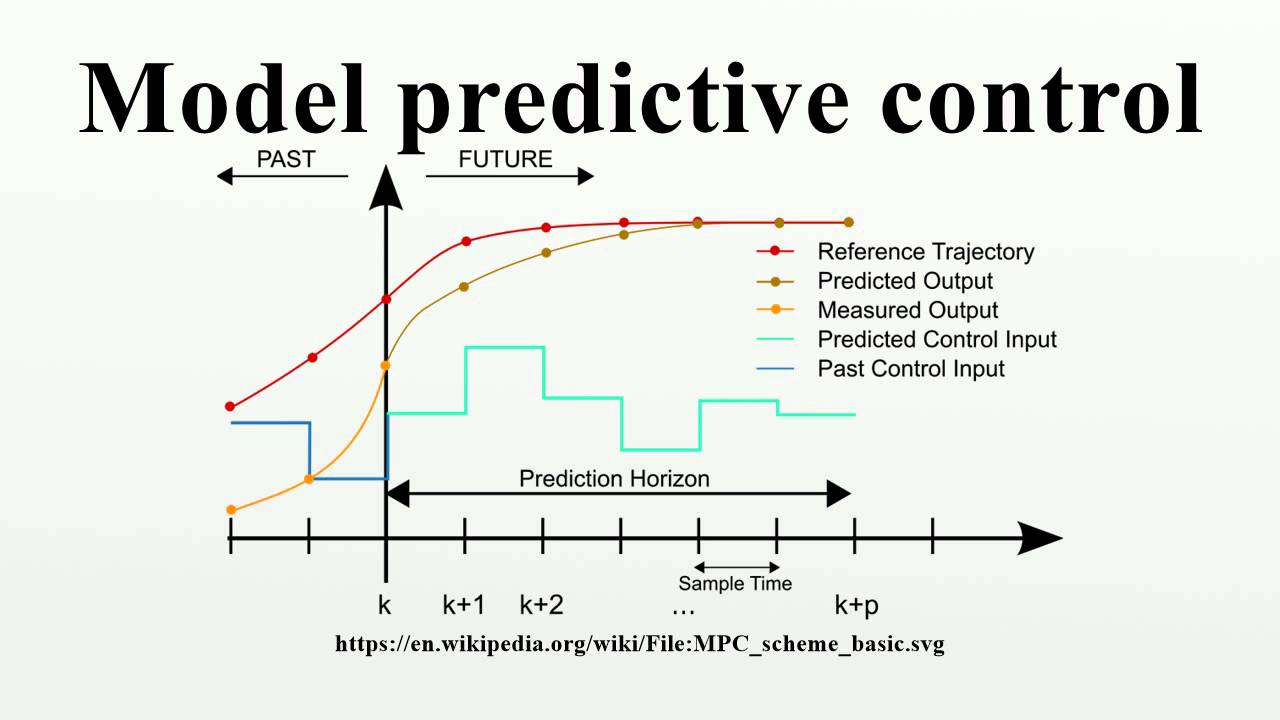 Model predictive control
PAST
FUTURE
Reference Trajectory
Predicted Output
Measured Output
Predicted Control Input
Past Control Input
Prediction Horizon
Sample Time
k
k+1
k+2
...
k+p
https://en.wikipedia.org/wiki/File:MPC_scheme_basic.svg